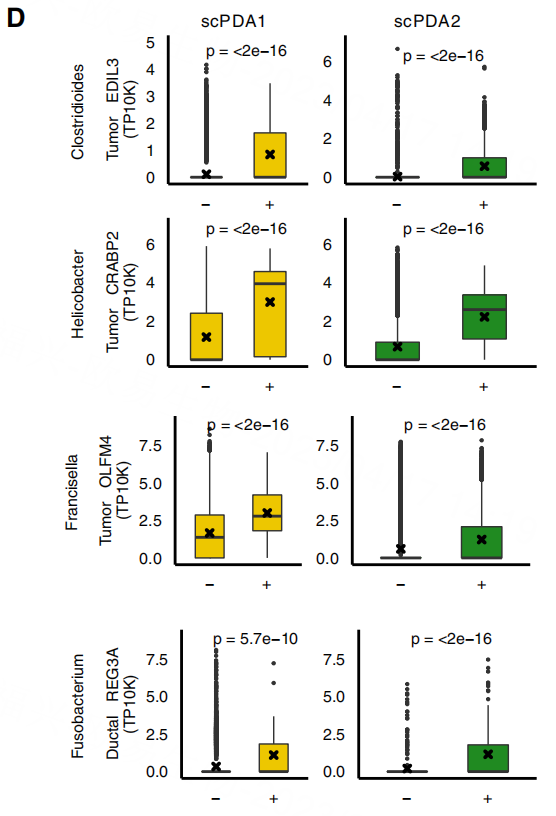 D
scPDA1
scPDA2
Clostridioides
Tumor EDIL3
(TP10K)
5
4
3
2
1
0
p = <2e−16
− +
6
4
2
0
p = <2e−16
− +
Helicobacter
Tumor CRABP2
(TP10K)
6
4
2
0
p = <2e−16
− +
6
4
2
0
p = <2e−16
− +
Francisella
Tumor OLFM4
(TP10K)
7.5
5.0
2.5
0.0
p = <2e−16
− +
7.5
5.0
2.5
0.0
p = <2e−16
− +
Fusobacterium
Ductal REG3A
(TP10K)
7.5
5.0
2.5
0.0
p = 5.7e−10
− +
7.5
5.0
2.5
0.0
p = <2e−16
− +